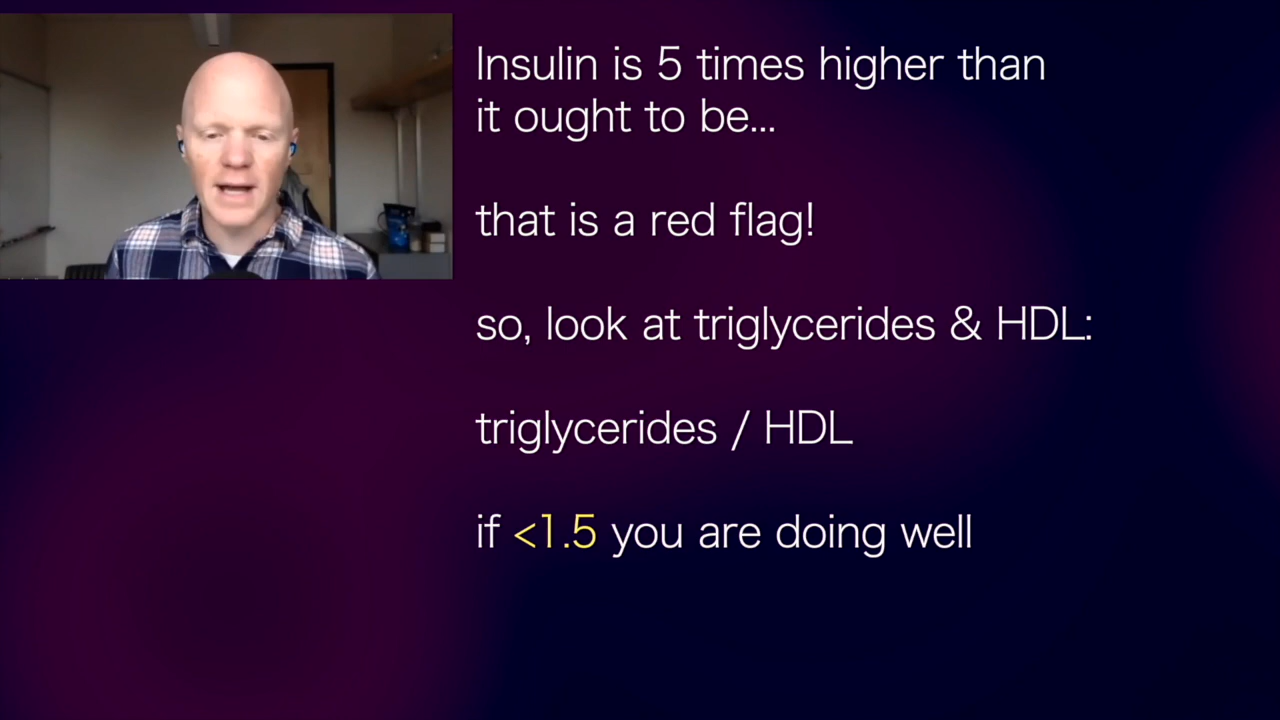 Insulin is 5 times higher than
it ought to be...
that is a red flag!
so, look at triglycerides & HDL:
triglycerides / HDL
if <1.5 you are doing well